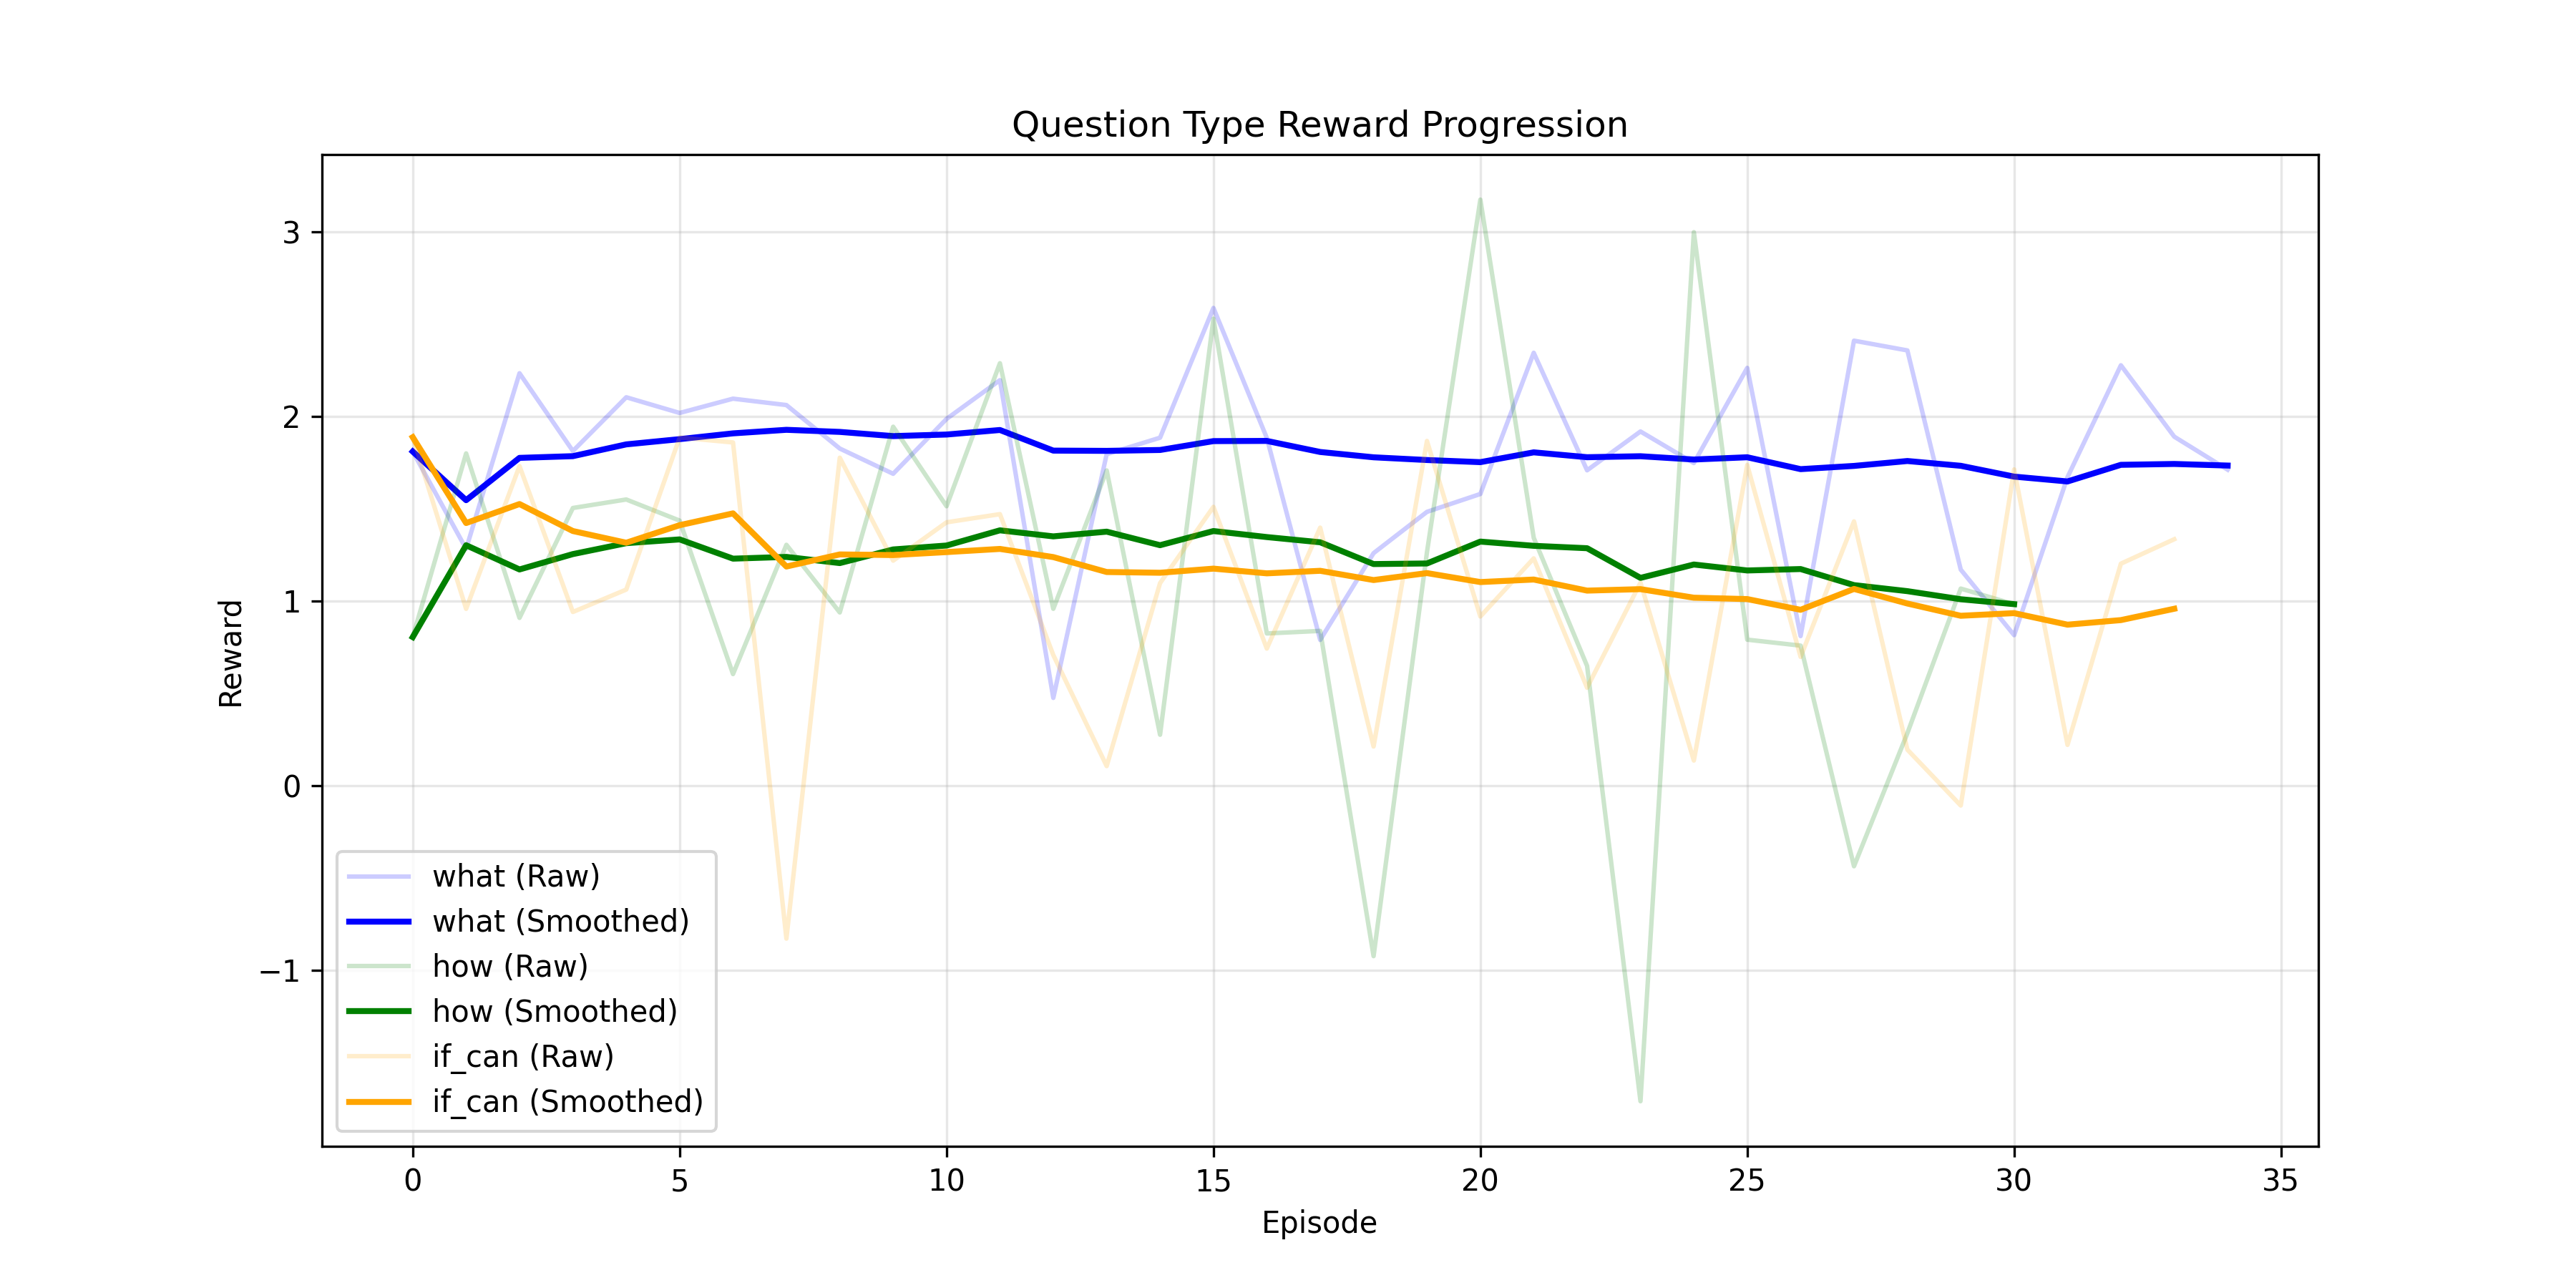 Question Type Reward Progression
3
2
1
0
−1
Reward
what (Raw)
what (Smoothed)
how (Raw)
how (Smoothed)
if_can (Raw)
if_can (Smoothed)
0 5 10 15 20 25 30 35
Episode